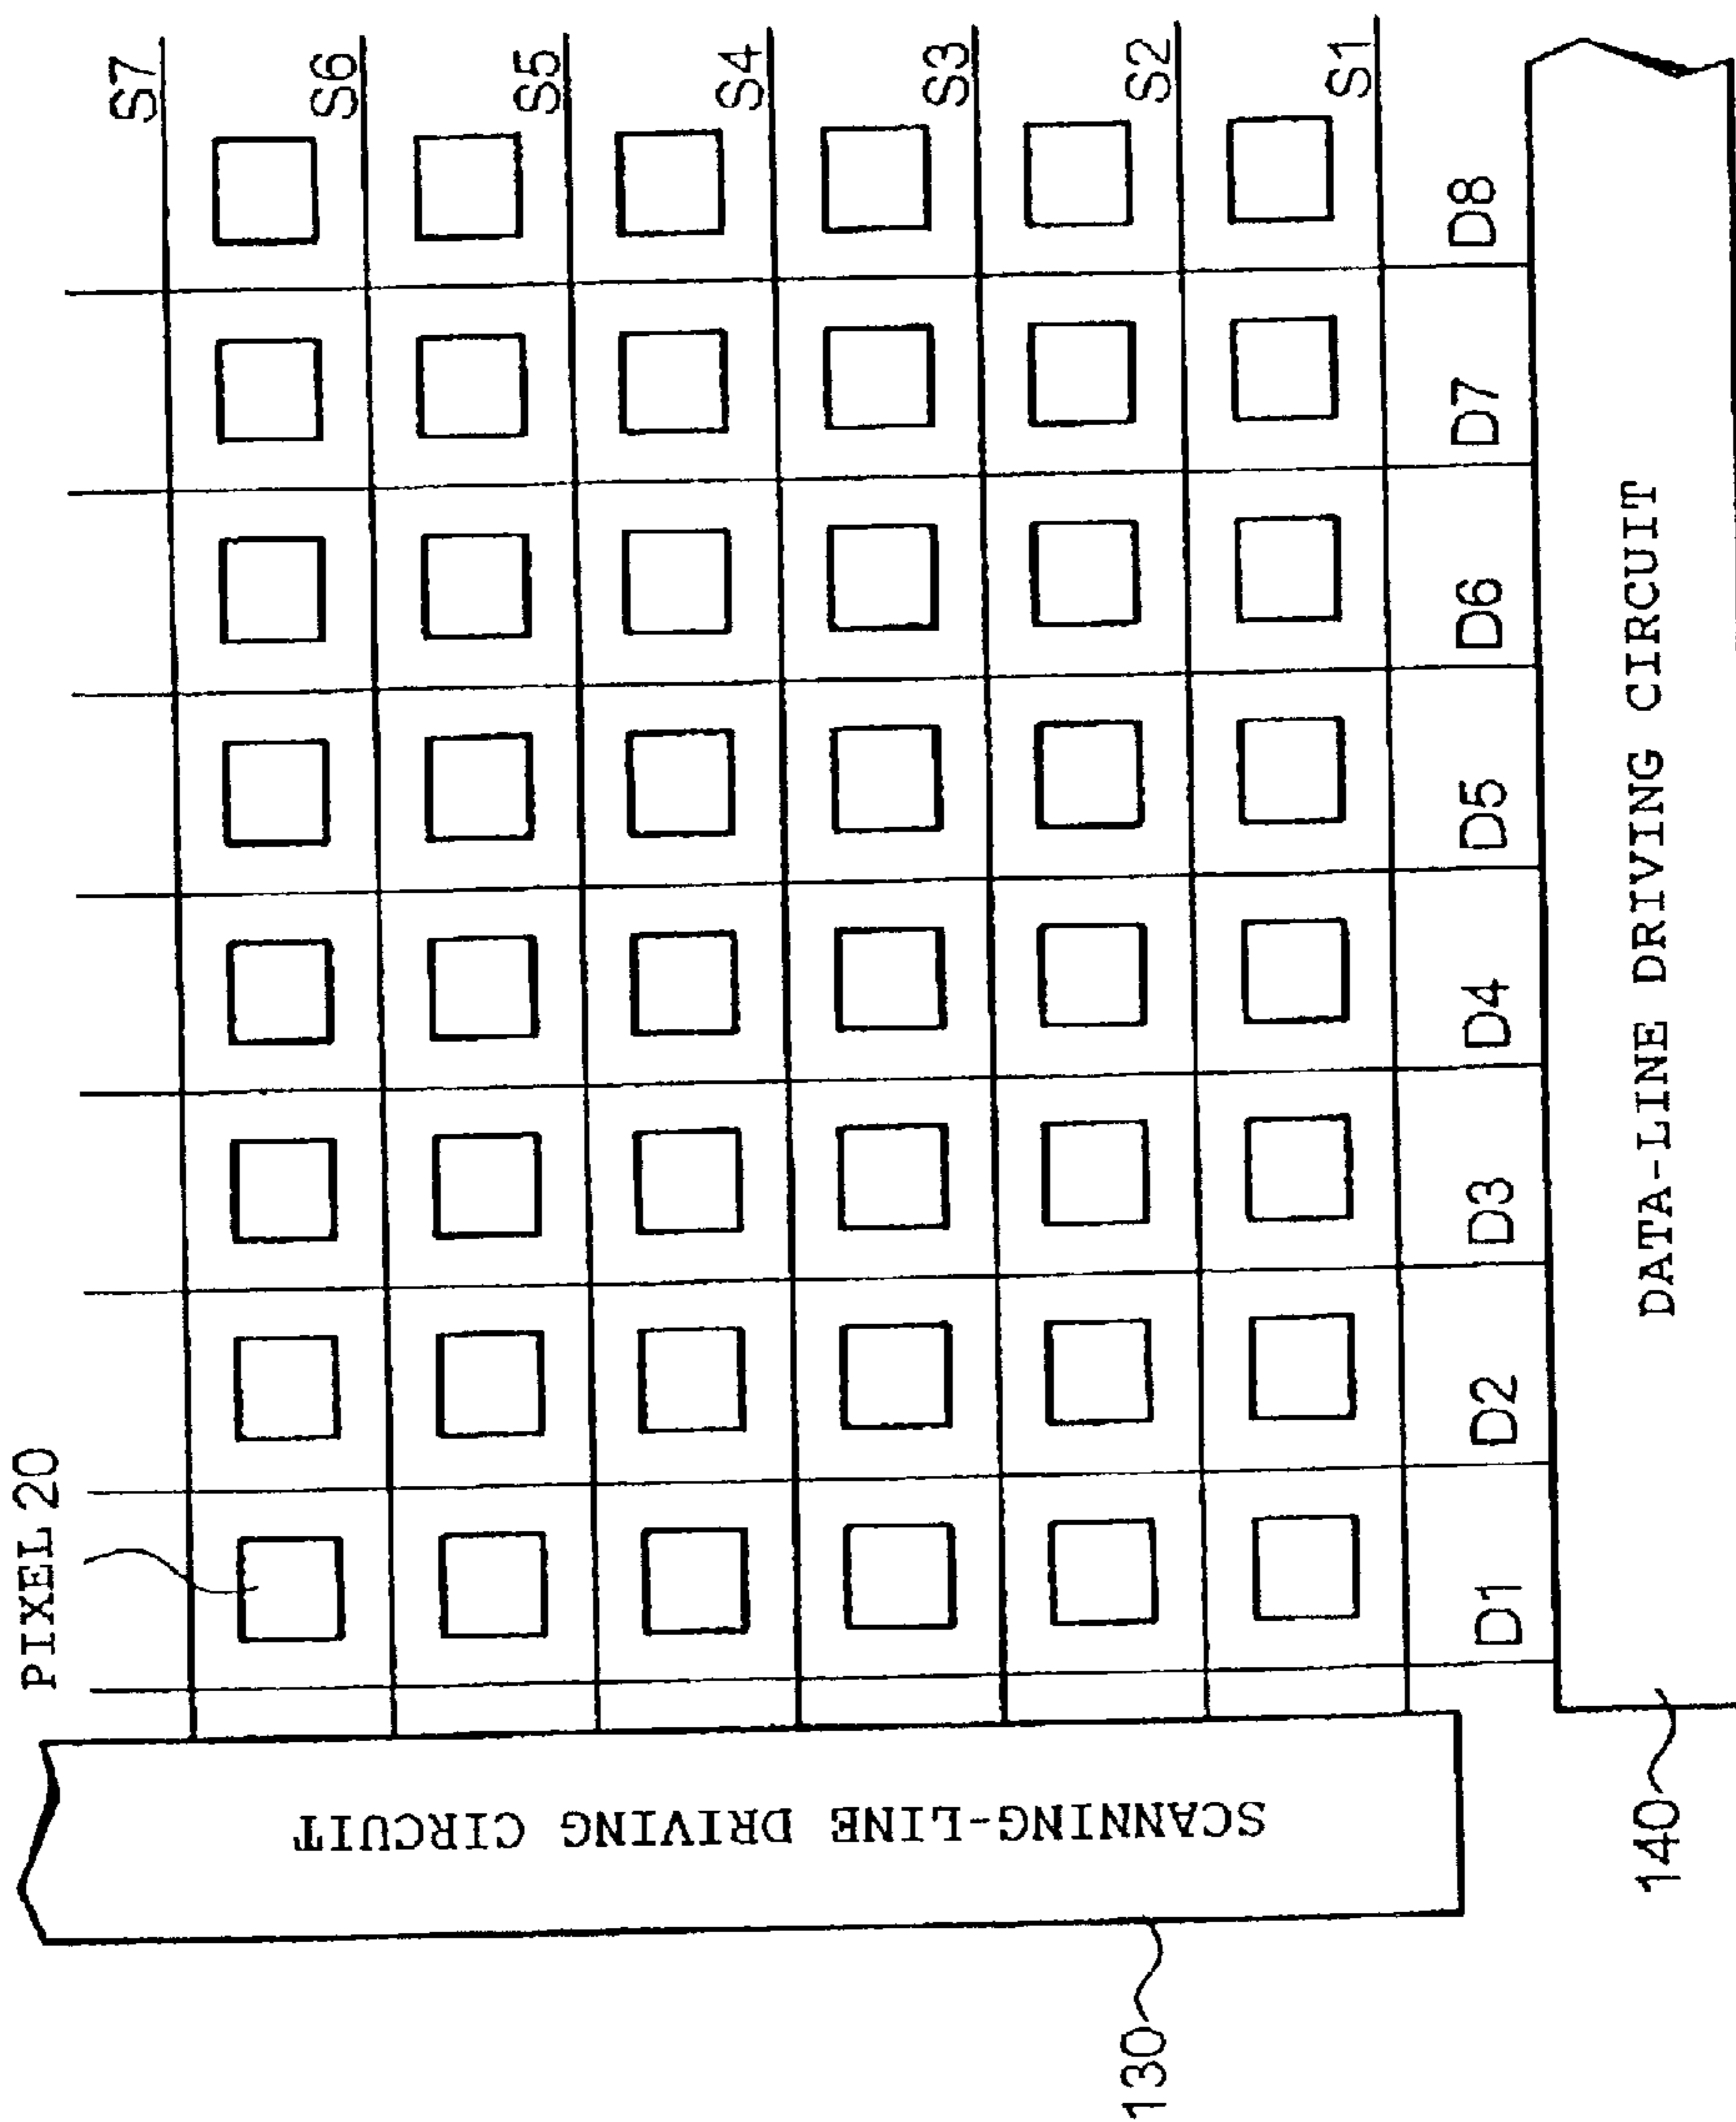 PIXEL 20
S7
S6
S5
S4
S3
S2
S1
SCANNING-LINE DRIVING CIRCUIT
130
D1
D2
D3
D4
D5
D6
D7
D8
DATA-LINE DRIVING CIRCUIT
140